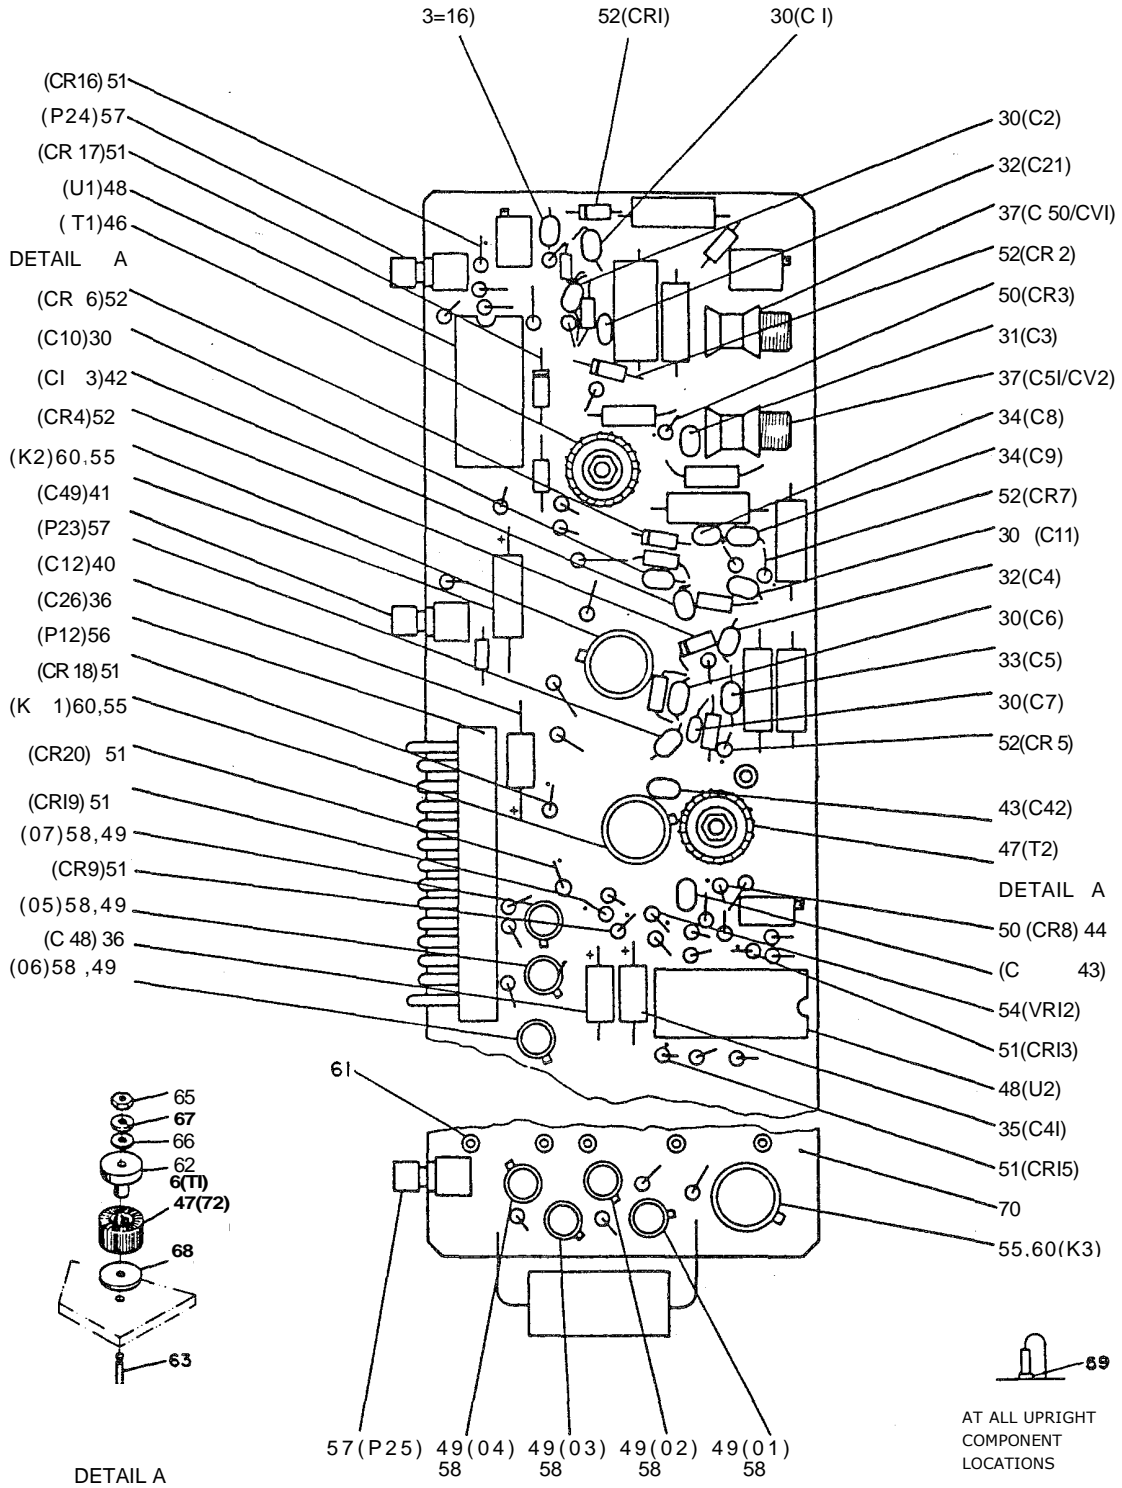 3=16)
52(CRI)
30(C I)
(CR16) 51
(P24)57
(CR 17)51
(U1)48
( T1)46
DETAIL A
(CR 6)52
(C10)30
(CI 3)42
(CR4)52
(K2)60,55
(C49)41
(P23)57
(C12)40
(C26)36
(P12)56
(CR 18)51
(K 1)60,55
(CR20) 51
(CRI9) 51
(07)58,49
(CR9)51
(05)58,49
(C 48) 36
(06)58 ,49
30(C2)
32(C21)
37(C 50/CVI)
52(CR 2)
50(CR3)
31(C3)
37(C5I/CV2)
34(C8)
34(C9)
52(CR7)
30 (C11)
32(C4)
30(C6)
33(C5)
30(C7)
52(CR 5)
43(C42)
47(T2)
DETAIL A
50 (CR8) 44
(C 43)
54(VRI2)
51(CRI3)
48(U2)
35(C4I)
51(CRI5)
70
55,60(K3)
61
65
67
66
62
6(TI)
47(72)
68
63
DETAIL A
57(P25) 49(04) 49(03) 49(02) 49(01)
58 58 58 58
69
AT ALL UPRIGHT
COMPONENT
LOCATIONS